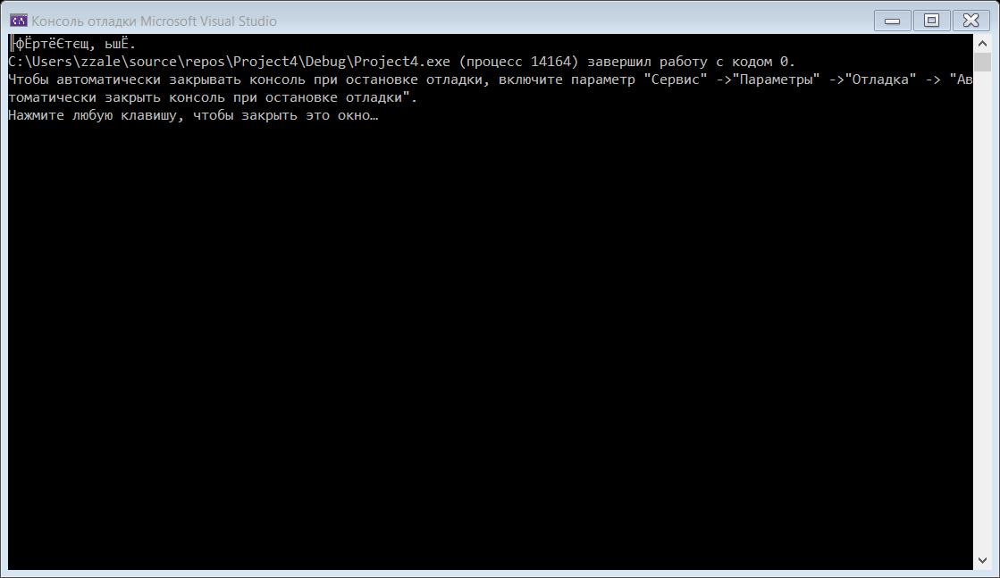 Консоль отладки Microsoft Visual Studio
╟фЁртёЄтєщ, ьшЁ.
C:\Users\zzale\source\repos\Project4\Debug\Project4.exe (процесс 14164) завершил работу с кодом 0.
Чтобы автоматически закрывать консоль при остановке отладки, включите параметр "Сервис" ->"Параметры" ->"Отладка" -> "Ав
томатически закрыть консоль при остановке отладки".
Нажмите любую клавишу, чтобы закрыть это окно…